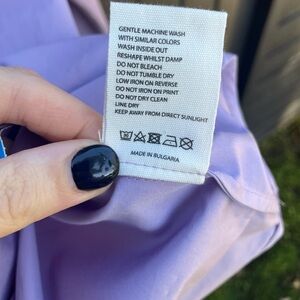 GENTLE MACHINE WASH
WITH SIMILAR COLORS
WASH INSIDE OUT
RESHAPE WHILST DAMP
DO NOT BLEACH
DO NOT TUMBLE DRY
LOW IRON ON REVERSE
DO NOT IRON ON PRINT
DO NOT DRY CLEAN
LINE DRY
KEEP AWAY FROM DIRECT SUNLIGHT
MADE IN BULGARIA